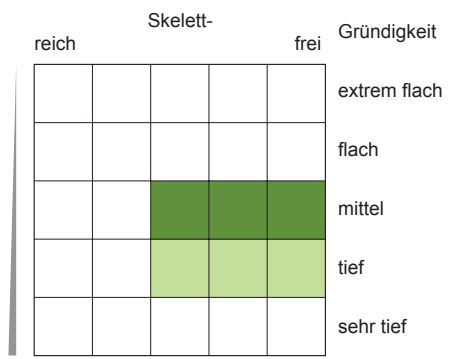 Skelett-
reich frei
Gründigkeit
extrem flach
flach
mittel
tief
sehr tief